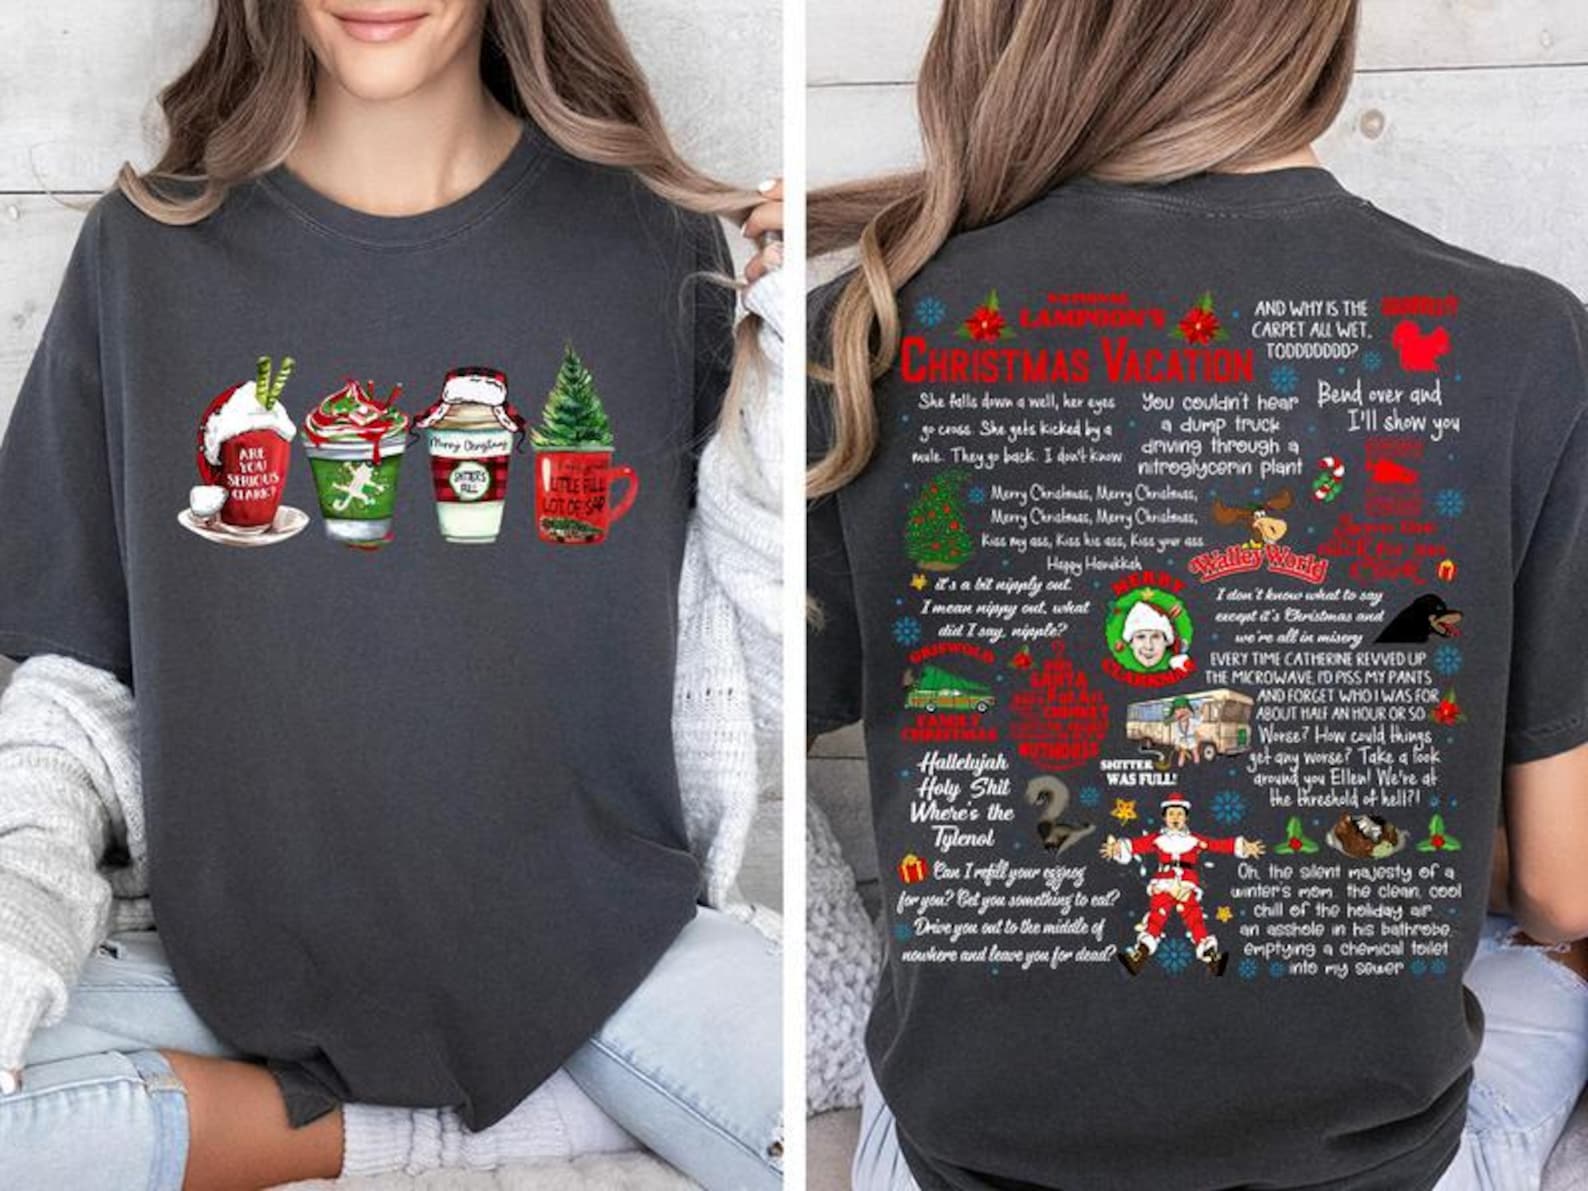 ARE
YOU
SERIOUS
CLARK?
Merry Christmas
SHITTER'S
FULL
LITTLE FULL
LOT OF SAP
NATIONAL
LAMPOON'S
CHRISTMAS VACATION
AND WHY IS THE
CARPET ALL WET,
TODDDDDDD?
SQUIRREL!?
She falls down a well, her eyes
go cross. She gets kicked by a
mule. They go back. I don't know
You couldn't hear
a dump truck
driving through a
nitroglycerin plant
Bend over and
I'll show you
Merry Christmas, Merry Christmas,
Merry Christmas, Merry Christmas,
Kiss my ass, Kiss his ass, Kiss your ass
Happy Hanukkah
Walley World
it's a bit nipply out.
I mean nippy out, what
did I say, nipple?
MERRY
CLARKMAS
I don't know what to say
except it's Christmas and
we're all in misery
GRISWOLD
FAMILY
CHRISTMAS
SANTA
EVERY TIME CATHERINE REVVED UP
THE MICROWAVE, I'D PISS MY PANTS
AND FORGET WHO I WAS FOR
ABOUT HALF AN HOUR OR SO
SHITTER
WAS FULL!
Worse? How could things
get any worse? Take a look
around you Ellen! We're at
the threshold of hell?!
Hallelujah
Holy Shit
Where's the
Tylenol
Can I refill your eggnog
for you? Get you something to eat?
Drive you out to the middle of
nowhere and leave you for dead?
Oh, the silent majesty of a
winter's morn the clean, cool
chill of the holiday air
an asshole in his bathrobe,
emptying a chemical toilet
into my sewer